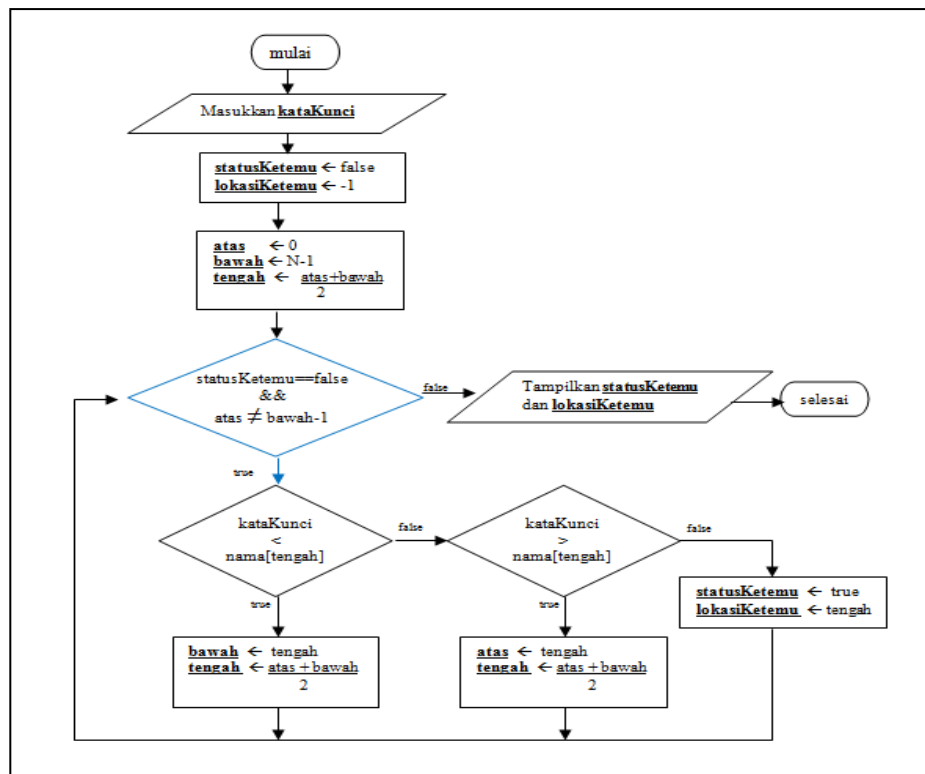 mulai
Masukkan kataKunci
statusKetemu ← false
lokasiKetemu ← -1
atas ← 0
bawah ← N-1
tengah ← atas+bawah
2
statusKetemu==false
&&
atas ≠ bawah-1
false
Tampilkan statusKetemu
dan lokasiKetemu
selesai
true
kataKunci
<
nama[tengah]
false
kataKunci
>
nama[tengah]
false
statusKetemu ← true
lokasiKetemu ← tengah
true
bawah ← tengah
tengah ← atas + bawah
2
true
atas ← tengah
tengah ← atas + bawah
2